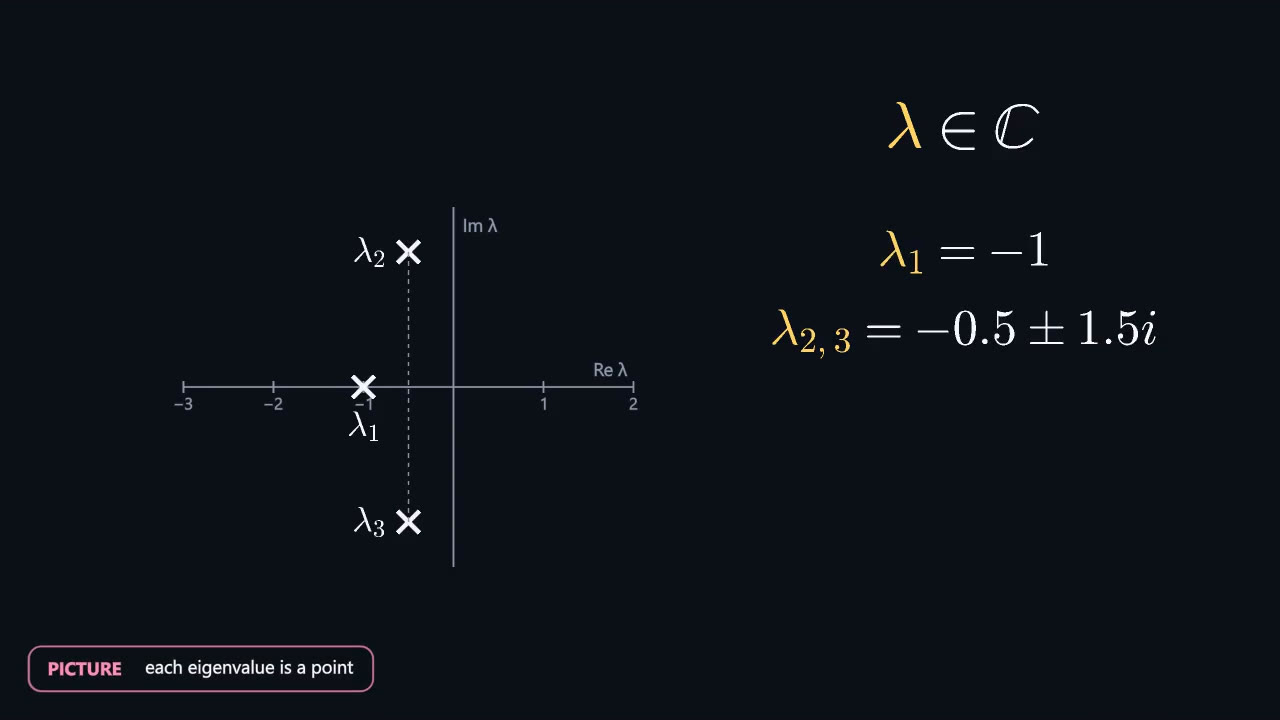 λ ∈ ℂ
λ₁ = −1
λ₂,₃ = −0.5 ± 1.5i
Im λ
λ₂
Re λ
−3 −2 −1 1 2
λ₁
λ₃
PICTURE each eigenvalue is a point